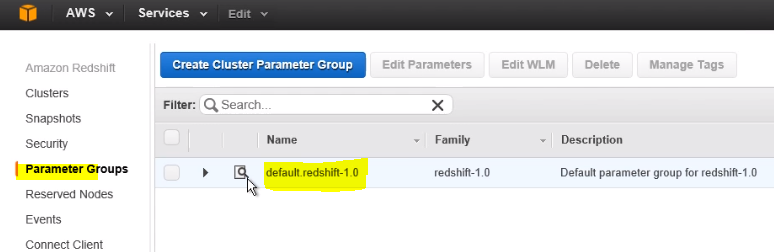 AWS Services Edit
Amazon Redshift
Clusters
Snapshots
Security
Parameter Groups
Reserved Nodes
Events
Connect Client
Create Cluster Parameter Group Edit Parameters Edit WLM Delete Manage Tags
Filter: Search...
Name Family Description
default.redshift-1.0 redshift-1.0 Default parameter group for redshift-1.0